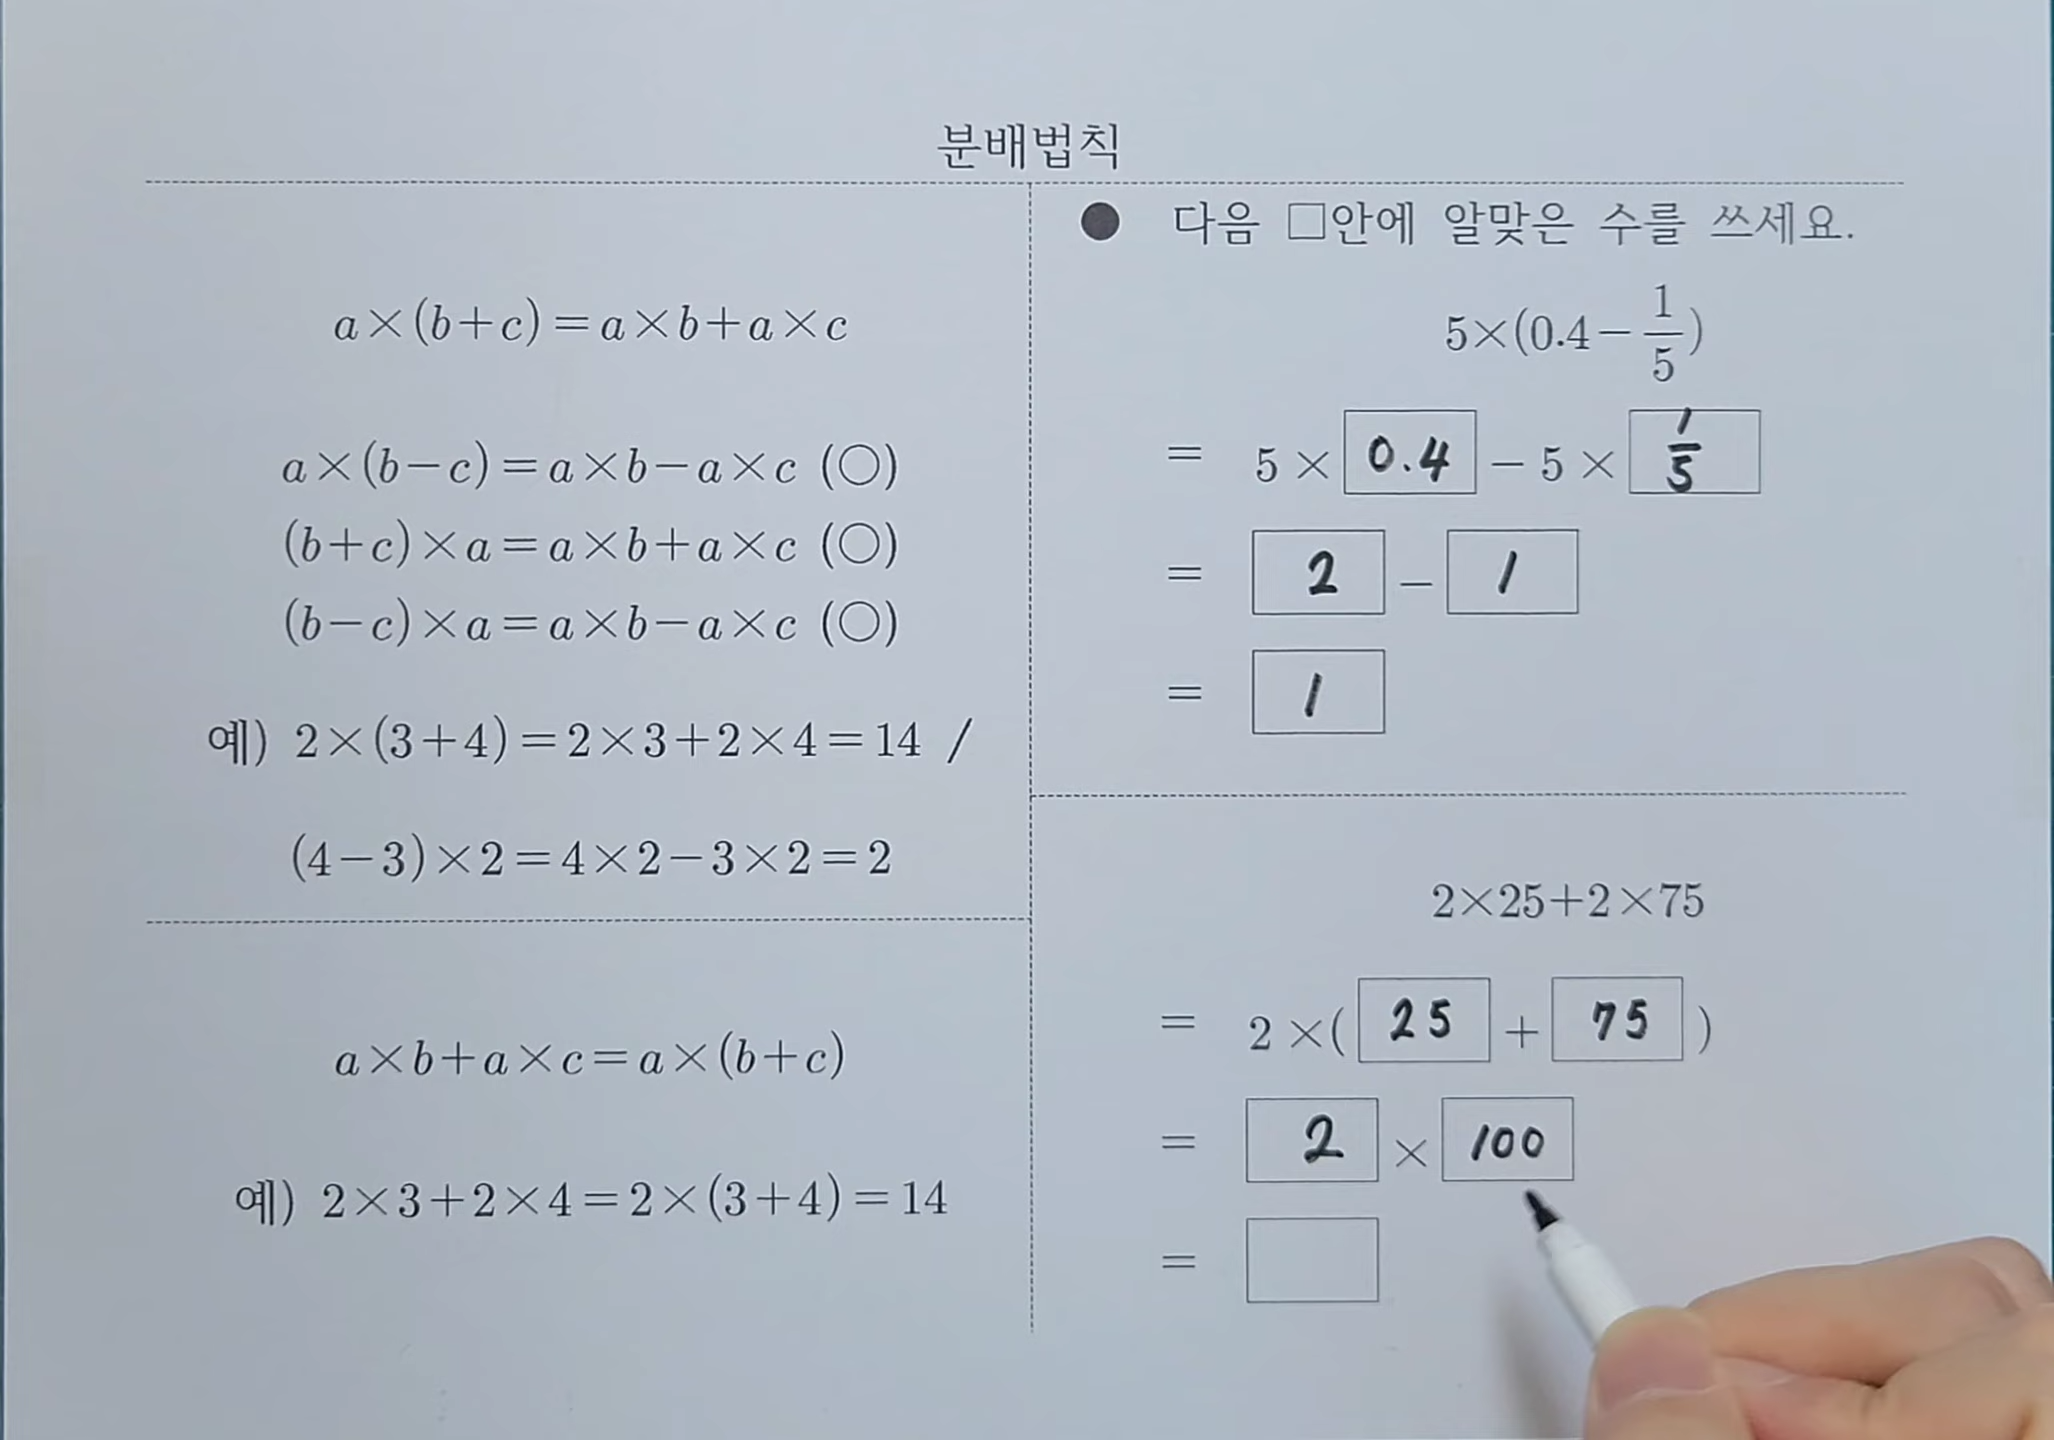 분배법칙
a×(b+c)=a×b+a×c
a×(b−c)=a×b−a×c (○)
(b+c)×a=a×b+a×c (○)
(b−c)×a=a×b−a×c (○)
예) 2×(3+4)=2×3+2×4=14 /
(4−3)×2=4×2−3×2=2
a×b+a×c=a×(b+c)
예) 2×3+2×4=2×(3+4)=14
● 다음 □안에 알맞은 수를 쓰세요.
5×(0.4−1/5)
= 5×0.4−5×1/5
= 2−1
= 1
2×25+2×75
= 2×(25+75)
= 2×100
= □